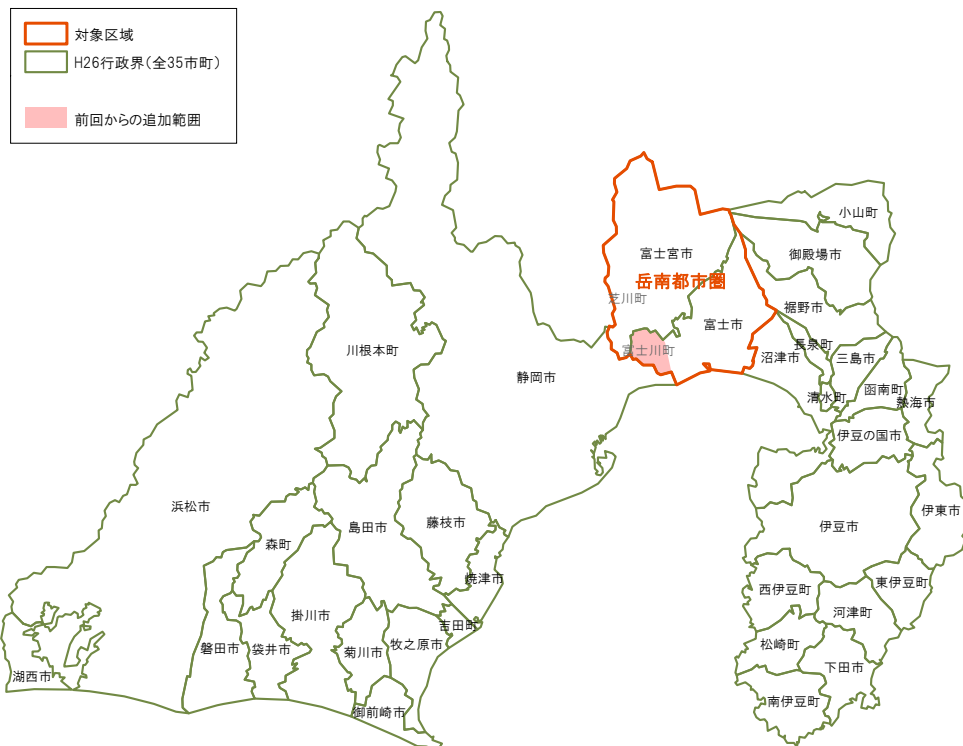 対象区域
H26行政界(全35市町)
前回からの追加範囲
小山町
富士宮市
御殿場市
岳南都市圏
芝川町
裾野市
富士市
長泉町
富士川町
川根本町
沼津市
三島市
静岡市
函南町
清水町
熱海市
伊豆の国市
浜松市
伊東市
藤枝市
島田市
伊豆市
森町
焼津市
東伊豆町
西伊豆町
河津町
掛川市
吉田町
牧之原市
松崎町
磐田市
袋井市
菊川市
下田市
湖西市
南伊豆町
御前崎市